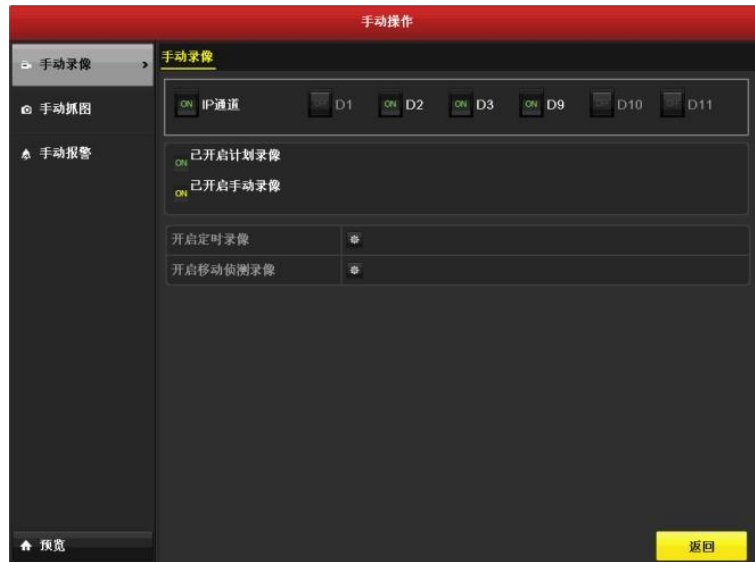 手动操作
手动录像
手动抓图
手动报警
预览
手动录像
ON IP通道 OFF D1 ON D2 ON D3 ON D9 OFF D10 OFF D11
ON 已开启计划录像
ON 已开启手动录像
开启定时录像
开启移动侦测录像
返回